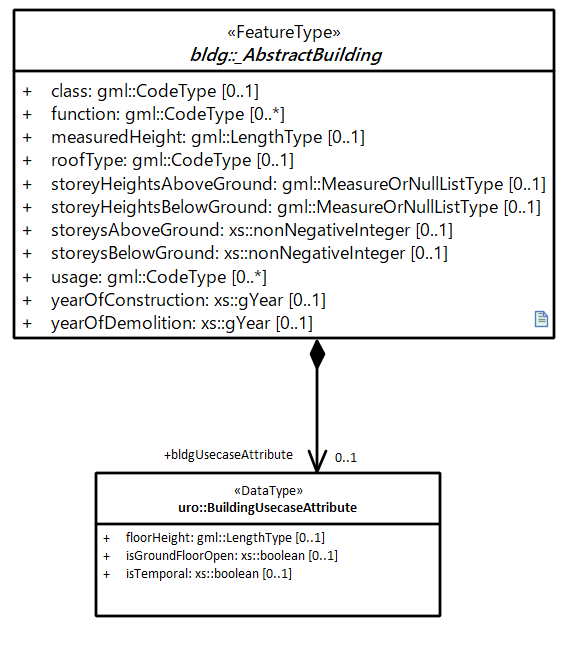 «FeatureType»
bldg::_AbstractBuilding
+ class: gml::CodeType [0..1]
+ function: gml::CodeType [0..*]
+ measuredHeight: gml::LengthType [0..1]
+ roofType: gml::CodeType [0..1]
+ storeyHeightsAboveGround: gml::MeasureOrNullListType [0..1]
+ storeyHeightsBelowGround: gml::MeasureOrNullListType [0..1]
+ storeysAboveGround: xs::nonNegativeInteger [0..1]
+ storeysBelowGround: xs::nonNegativeInteger [0..1]
+ usage: gml::CodeType [0..*]
+ yearOfConstruction: xs::gYear [0..1]
+ yearOfDemolition: xs::gYear [0..1]
+bldgUsecaseAttribute 0..1
«DataType»
uro::BuildingUsecaseAttribute
+ floorHeight: gml::LengthType [0..1]
+ isGroundFloorOpen: xs::boolean [0..1]
+ isTemporal: xs::boolean [0..1]